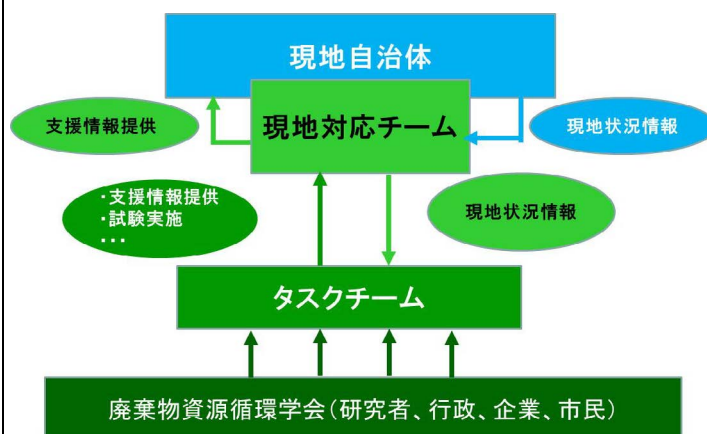 現地自治体
支援情報提供
現地対応チーム
現地状況情報
・支援情報提供
・試験実施
・・・
現地状況情報
タスクチーム
廃棄物資源循環学会(研究者、行政、企業、市民)